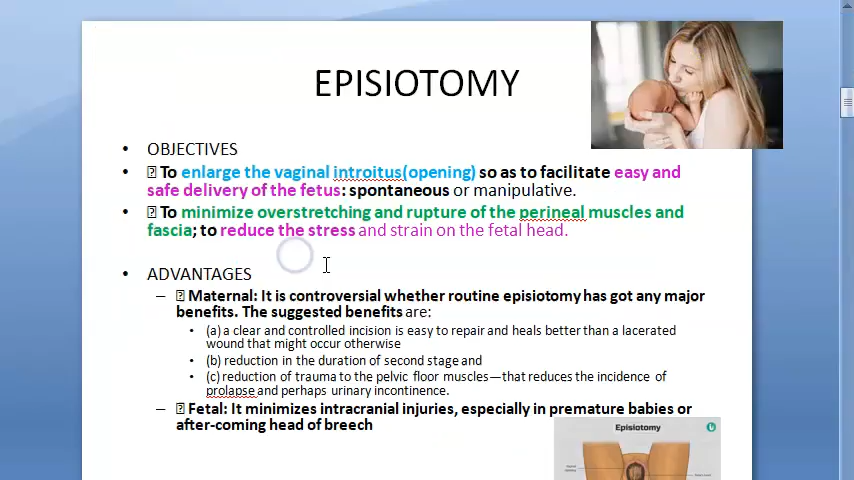 EPISIOTOMY
• OBJECTIVES
• To enlarge the vaginal introitus(opening) so as to facilitate easy and
safe delivery of the fetus: spontaneous or manipulative.
• To minimize overstretching and rupture of the perineal muscles and
fascia; to reduce the stress and strain on the fetal head.
• ADVANTAGES
– Maternal: It is controversial whether routine episiotomy has got any major
benefits. The suggested benefits are:
• (a) a clear and controlled incision is easy to repair and heals better than a lacerated
wound that might occur otherwise
• (b) reduction in the duration of second stage and
• (c) reduction of trauma to the pelvic floor muscles—that reduces the incidence of
prolapse and perhaps urinary incontinence.
– Fetal: It minimizes intracranial injuries, especially in premature babies or
after-coming head of breech
Episiotomy